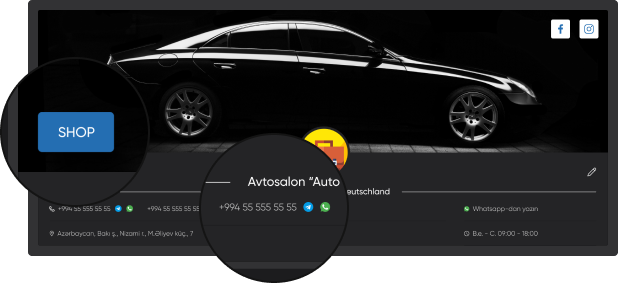 SHOP
Avtosalon “Auto
eutschland
+994 55 555 55 55
+994 55 555 55 55
+994 55 555 55
Whatsapp-dan yazın
Azərbaycan, Bakı ş., Nizami r., M.Əliyev küç., 7
B.e. - C. 09:00 - 18:00